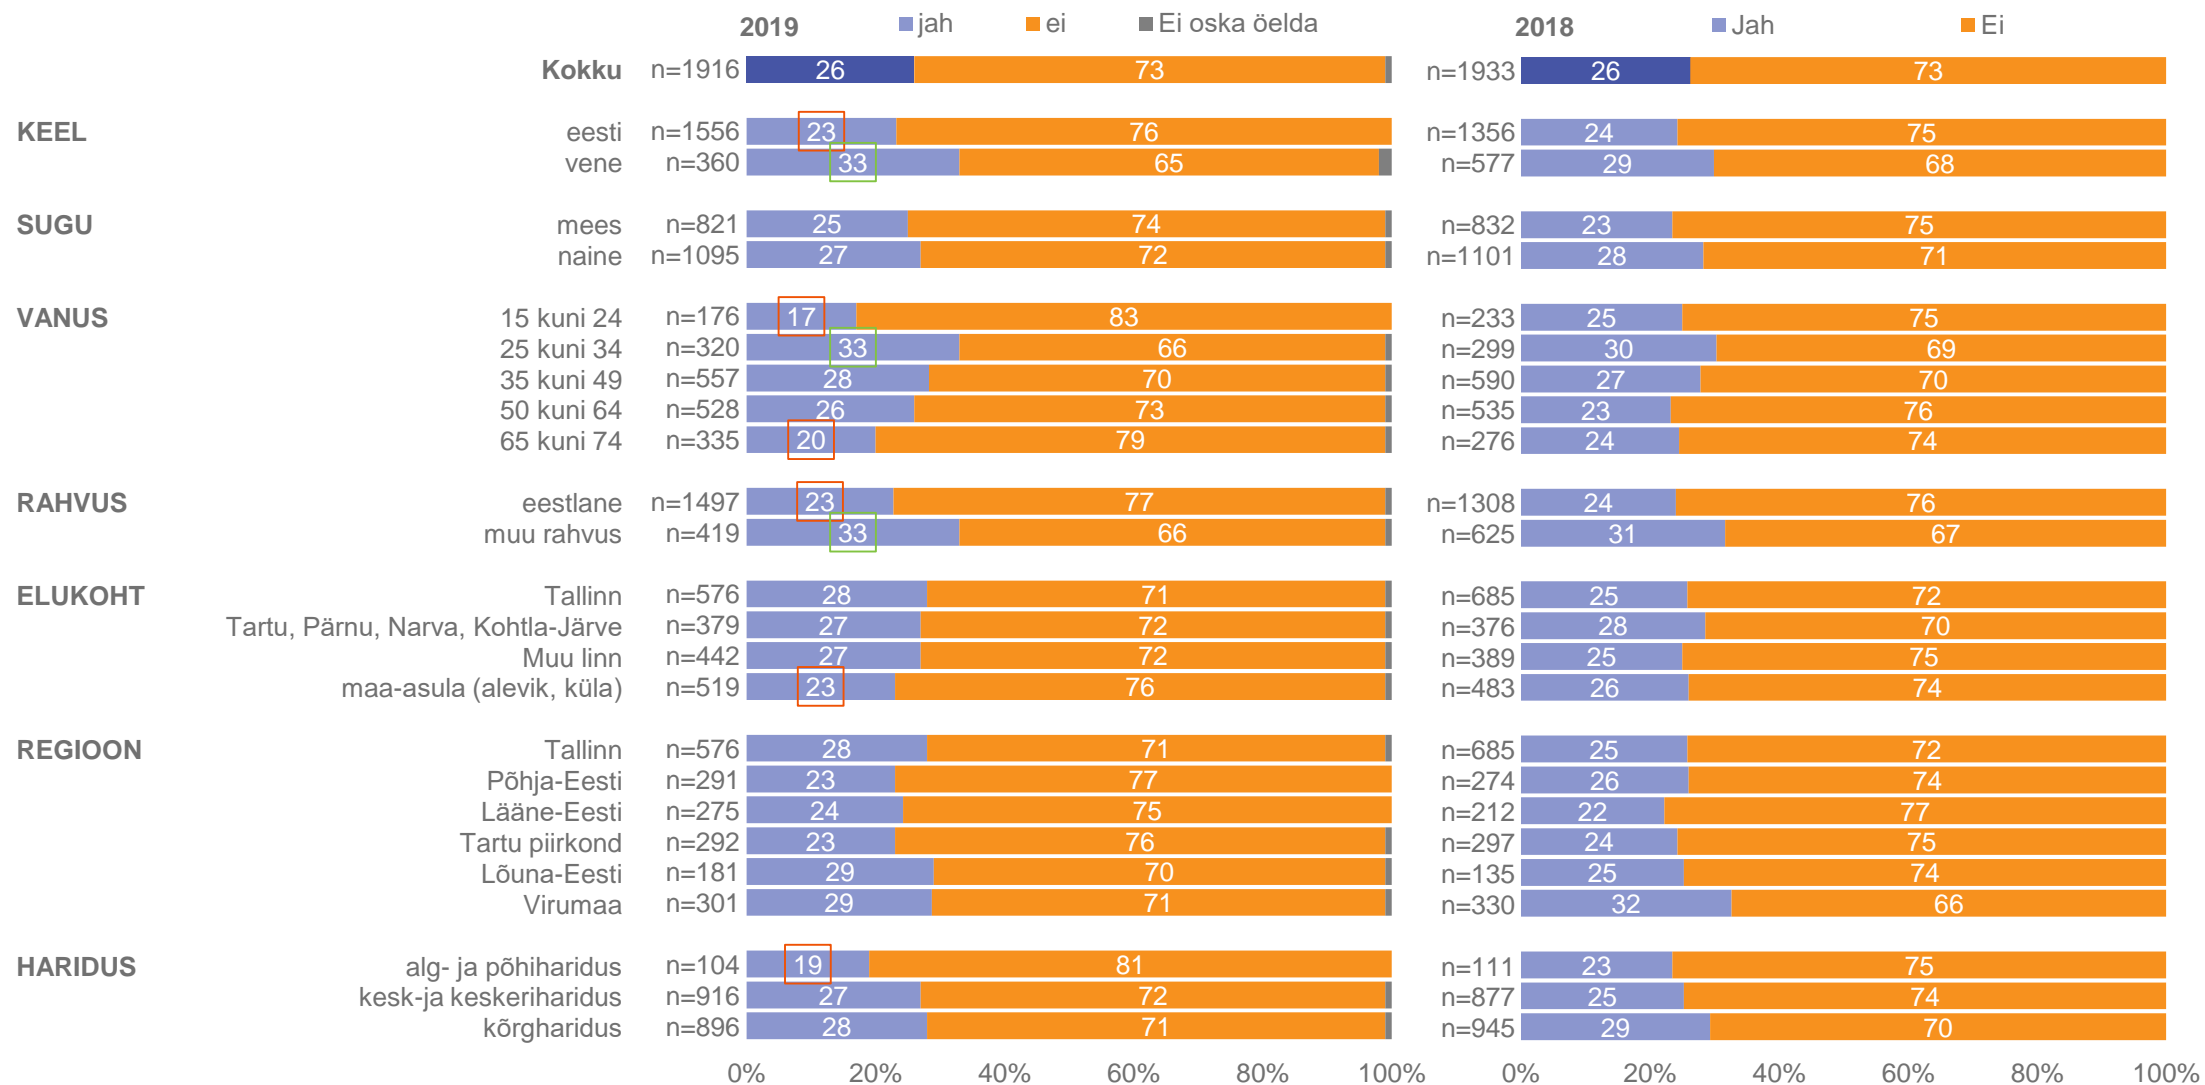 2019 jah ei Ei oska öelda 2018 Jah Ei
Kokku n=1916 26 73 n=1933 26 73
KEEL eesti n=1556 23 76 n=1356 24 75
vene n=360 33 65 n=577 29 68
SUGU mees n=821 25 74 n=832 23 75
naine n=1095 27 72 n=1101 28 71
VANUS 15 kuni 24 n=176 17 83 n=233 25 75
25 kuni 34 n=320 33 66 n=299 30 69
35 kuni 49 n=557 28 70 n=590 27 70
50 kuni 64 n=528 26 73 n=535 23 76
65 kuni 74 n=335 20 79 n=276 24 74
RAHVUS eestlane n=1497 23 77 n=1308 24 76
muu rahvus n=419 33 66 n=625 31 67
ELUKOHT Tallinn n=576 28 71 n=685 25 72
Tartu, Pärnu, Narva, Kohtla-Järve n=379 27 72 n=376 28 70
Muu linn n=442 27 72 n=389 25 75
maa-asula (alevik, küla) n=519 23 76 n=483 26 74
REGIOON Tallinn n=576 28 71 n=685 25 72
Põhja-Eesti n=291 23 77 n=274 26 74
Lääne-Eesti n=275 24 75 n=212 22 77
Tartu piirkond n=292 23 76 n=297 24 75
Lõuna-Eesti n=181 29 70 n=135 25 74
Virumaa n=301 29 71 n=330 32 66
HARIDUS alg- ja põhiharidus n=104 19 81 n=111 23 75
kesk-ja keskeriharidus n=916 27 72 n=877 25 74
kõrgharidus n=896 28 71 n=945 29 70
0% 20% 40% 60% 80% 100% 0% 20% 40% 60% 80% 100%